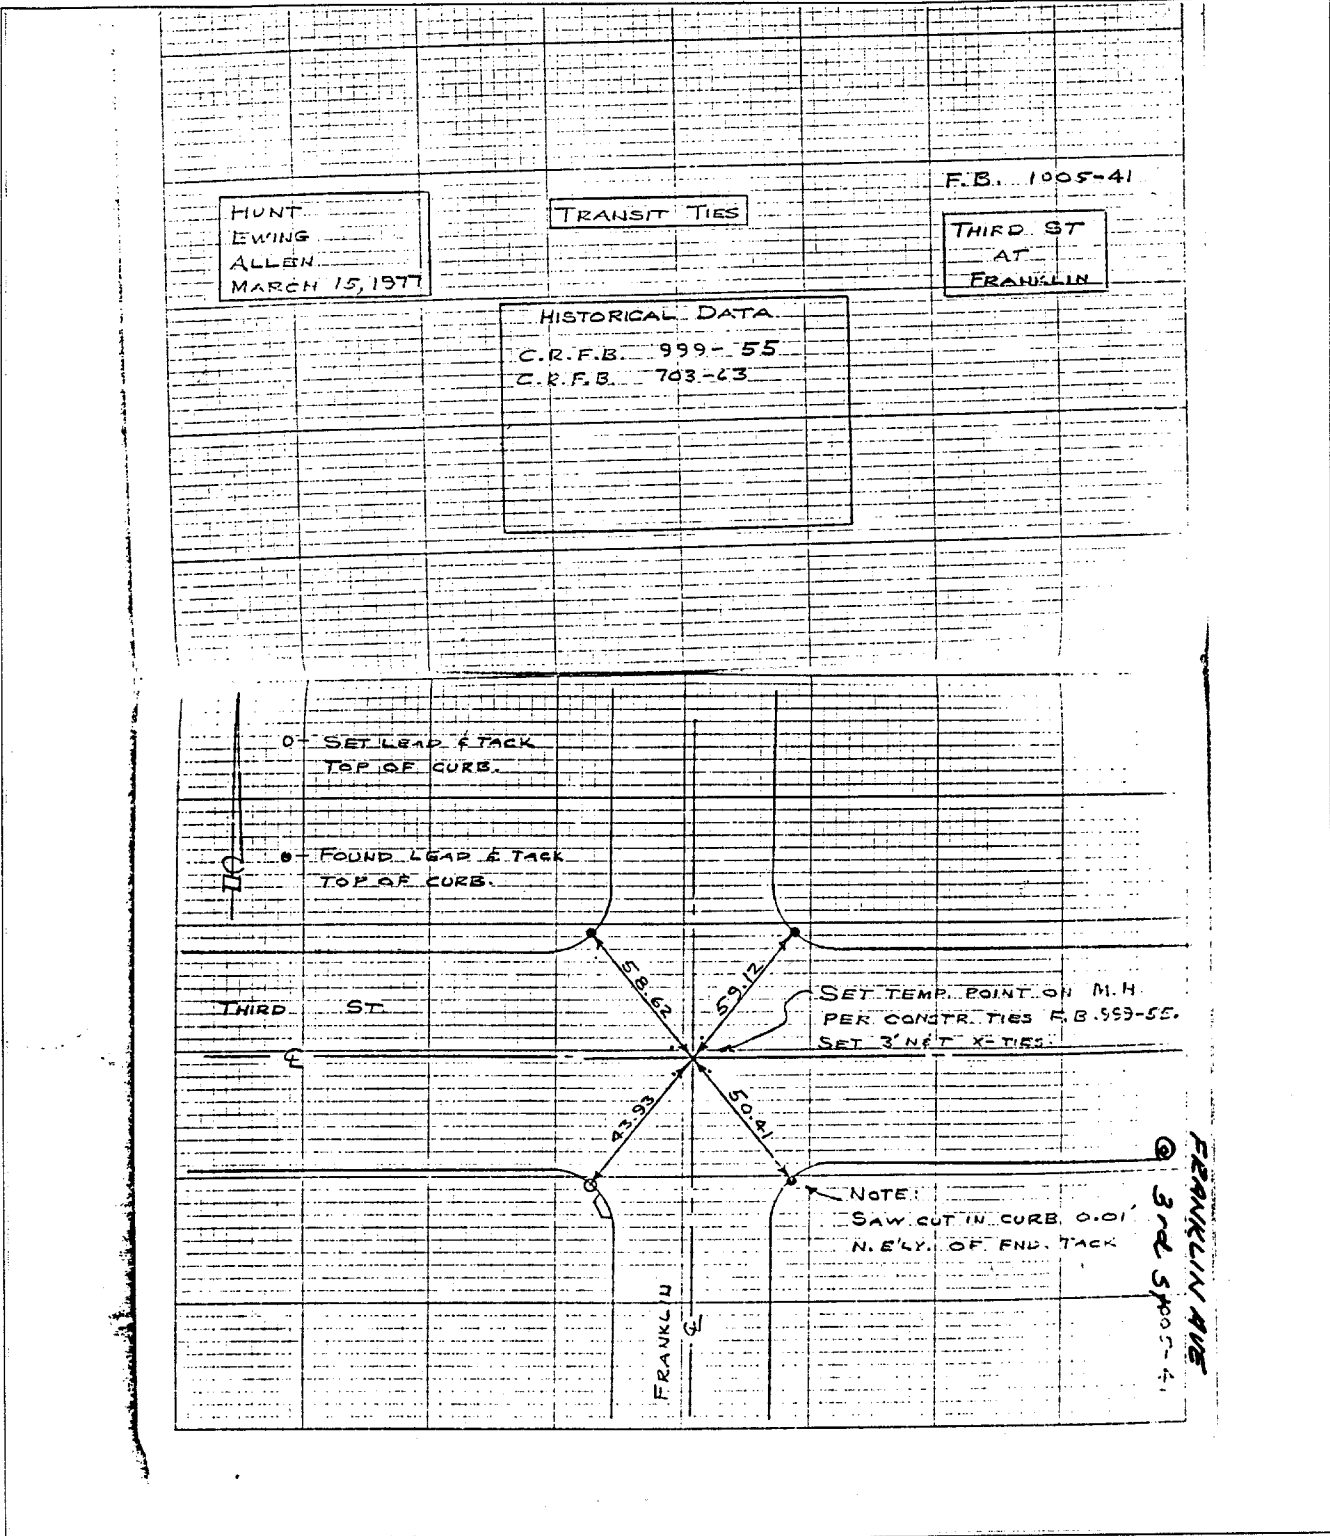 F.B. 1005-41
HUNT
EWING
ALLEN
MARCH 15, 1977
TRANSIT TIES
THIRD ST
AT
FRANKLIN
HISTORICAL DATA
C.R.F.B. 999-55
C.R.F.B. 703-63
O- SET LEAD & TACK
TOP OF CURB.
●- FOUND LEAD & TACK
TOP OF CURB.
58.62
59.12
THIRD ST.
SET TEMP. POINT ON M.H.
PER CONSTR. TIES F.B. 999-55.
SET 3' N&T X-TIES.
℄
43.93
50.41
NOTE:
SAW CUT IN CURB 0.01'
N.E'LY. OF FND. TACK
FRANKLIN
℄
FRANKLIN AVE
@ 3rd